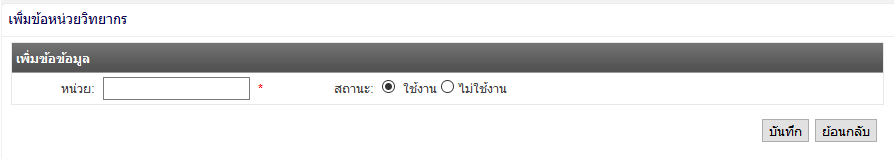 เพิ่มข้อหน่วยวิทยากร
เพิ่มข้อข้อมูล
หน่วย: * สถานะ: ใช้งาน ไม่ใช้งาน
บันทึก ย้อนกลับ